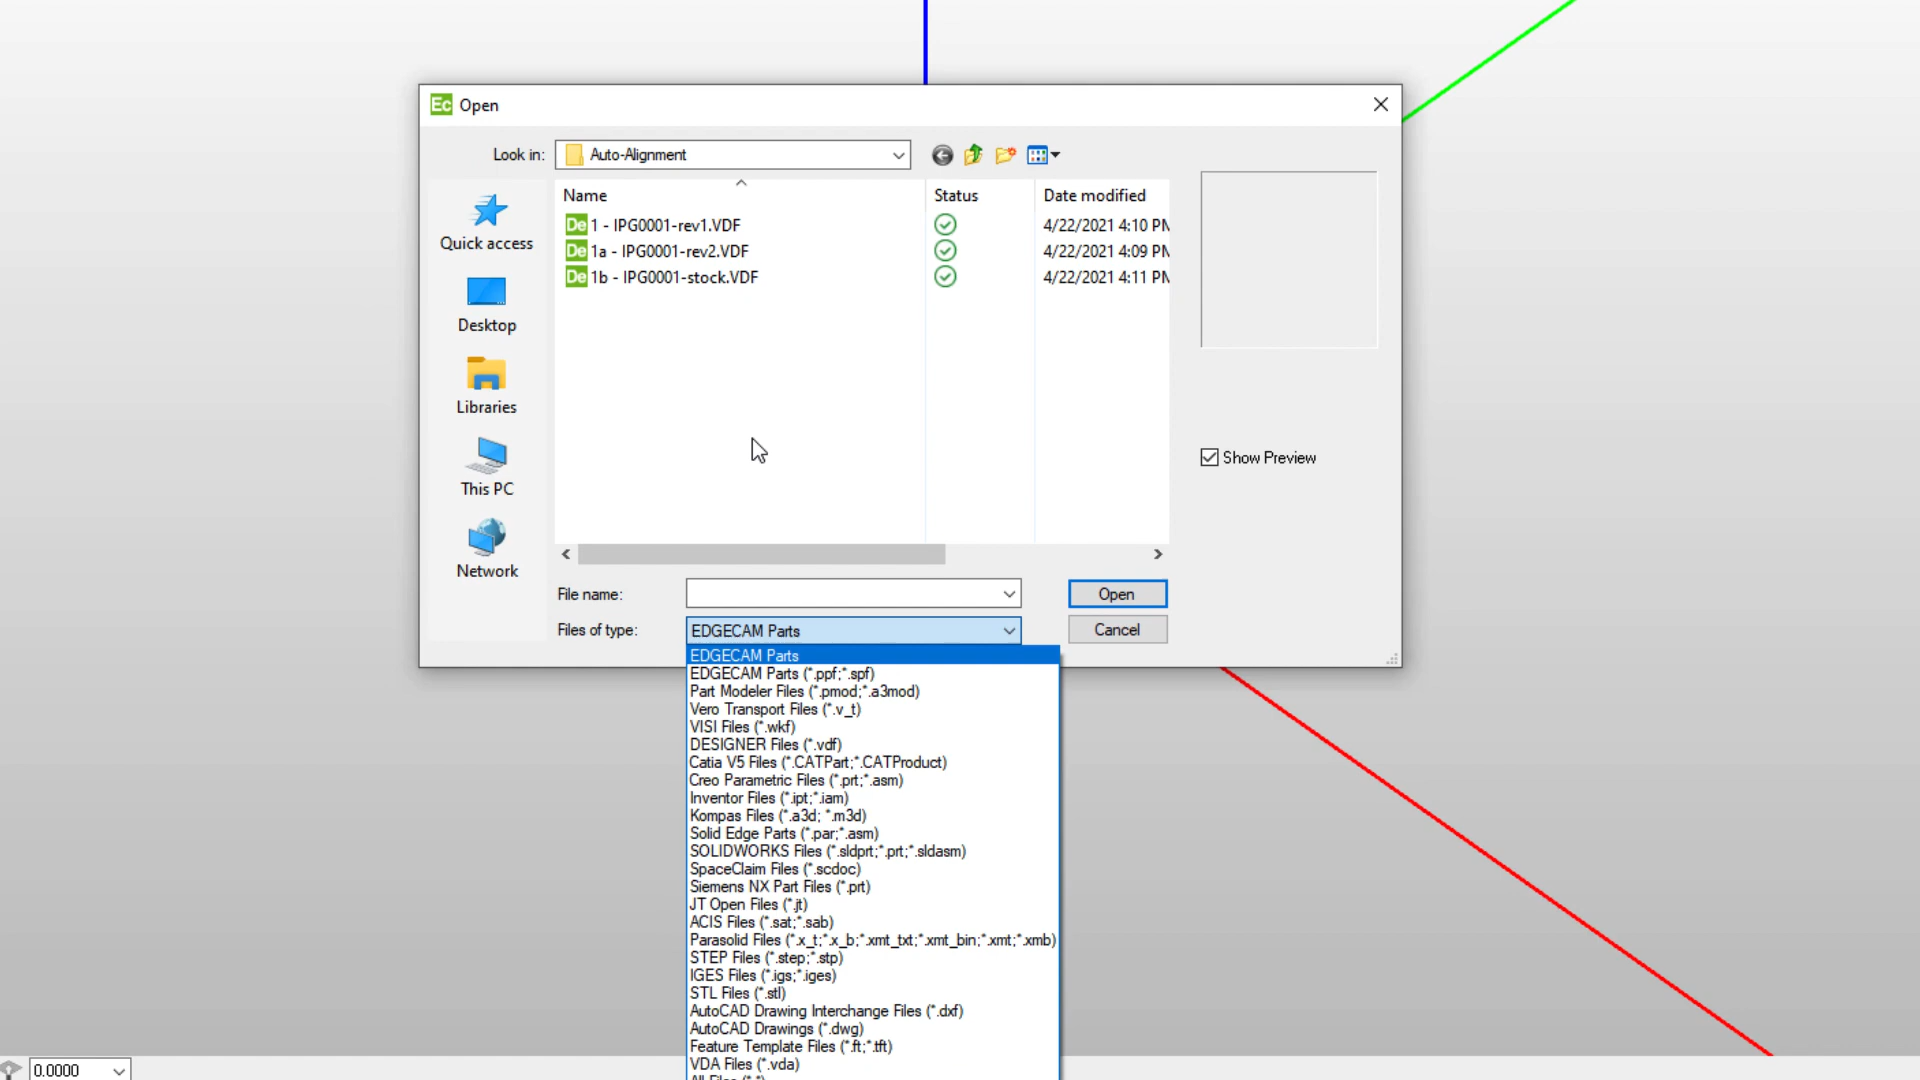 Ec Open
Look in: Auto-Alignment
Name Status Date modified
De 1 - IPG0001-rev1.VDF 4/22/2021 4:10 PM
De 1a - IPG0001-rev2.VDF 4/22/2021 4:09 PM
De 1b - IPG0001-stock.VDF 4/22/2021 4:11 PM
Quick access
Desktop
Libraries
This PC
Network
Show Preview
File name: Open
Files of type: EDGECAM Parts Cancel
EDGECAM Parts
EDGECAM Parts (*.ppf;*.spf)
Part Modeler Files (*.pmod;*.a3mod)
Vero Transport Files (*.v_t)
VISI Files (*.wkf)
DESIGNER Files (*.vdf)
Catia V5 Files (*.CATPart;*.CATProduct)
Creo Parametric Files (*.prt;*.asm)
Inventor Files (*.ipt;*.iam)
Kompas Files (*.a3d; *.m3d)
Solid Edge Parts (*.par;*.asm)
SOLIDWORKS Files (*.sldprt;*.prt;*.sldasm)
SpaceClaim Files (*.scdoc)
Siemens NX Part Files (*.prt)
JT Open Files (*.jt)
ACIS Files (*.sat;*.sab)
Parasolid Files (*.x_t;*.x_b;*.xmt_txt;*.xmt_bin;*.xmt;*.xmb)
STEP Files (*.step;*.stp)
IGES Files (*.igs;*.iges)
STL Files (*.stl)
AutoCAD Drawing Interchange Files (*.dxf)
AutoCAD Drawings (*.dwg)
Feature Template Files (*.ft;*.tft)
VDA Files (*.vda)
All Files (*.*)
0.0000